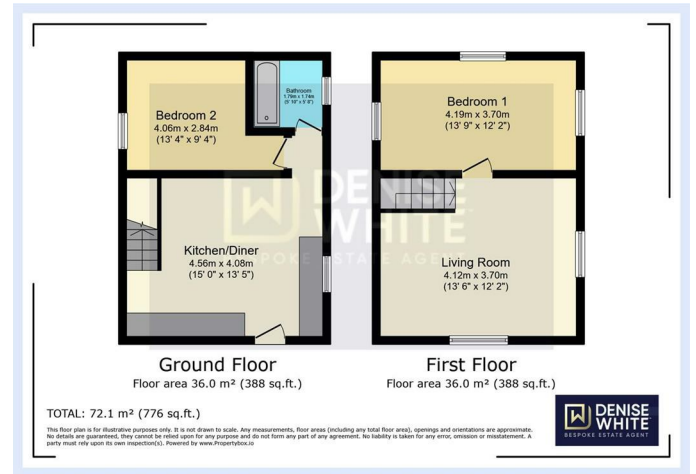 Bedroom 2
4.06m x 2.84m
(13' 4" x 9' 4")
Bathroom
1.79m x 1.74m
(5' 10" x 5' 8")
Kitchen/Diner
4.56m x 4.08m
(15' 0" x 13' 5")
Bedroom 1
4.19m x 3.70m
(13' 9" x 12' 2")
Living Room
4.12m x 3.70m
(13' 6" x 12' 2")
DENISE
WHITE
BESPOKE ESTATE AGENT
Ground Floor
Floor area 36.0 m² (388 sq.ft.)
First Floor
Floor area 36.0 m² (388 sq.ft.)
TOTAL: 72.1 m² (776 sq.ft.)
This floor plan is for illustrative purposes only. It is not drawn to scale. Any measurements, floor areas (including any total floor area), openings and orientations are approximate.
No details are guaranteed, they cannot be relied upon for any purpose and do not form any part of any agreement. No liability is taken for any error, omission or misstatement. A
party must rely upon its own inspection(s). Powered by www.Propertybox.io
DENISE
WHITE
BESPOKE ESTATE AGENT